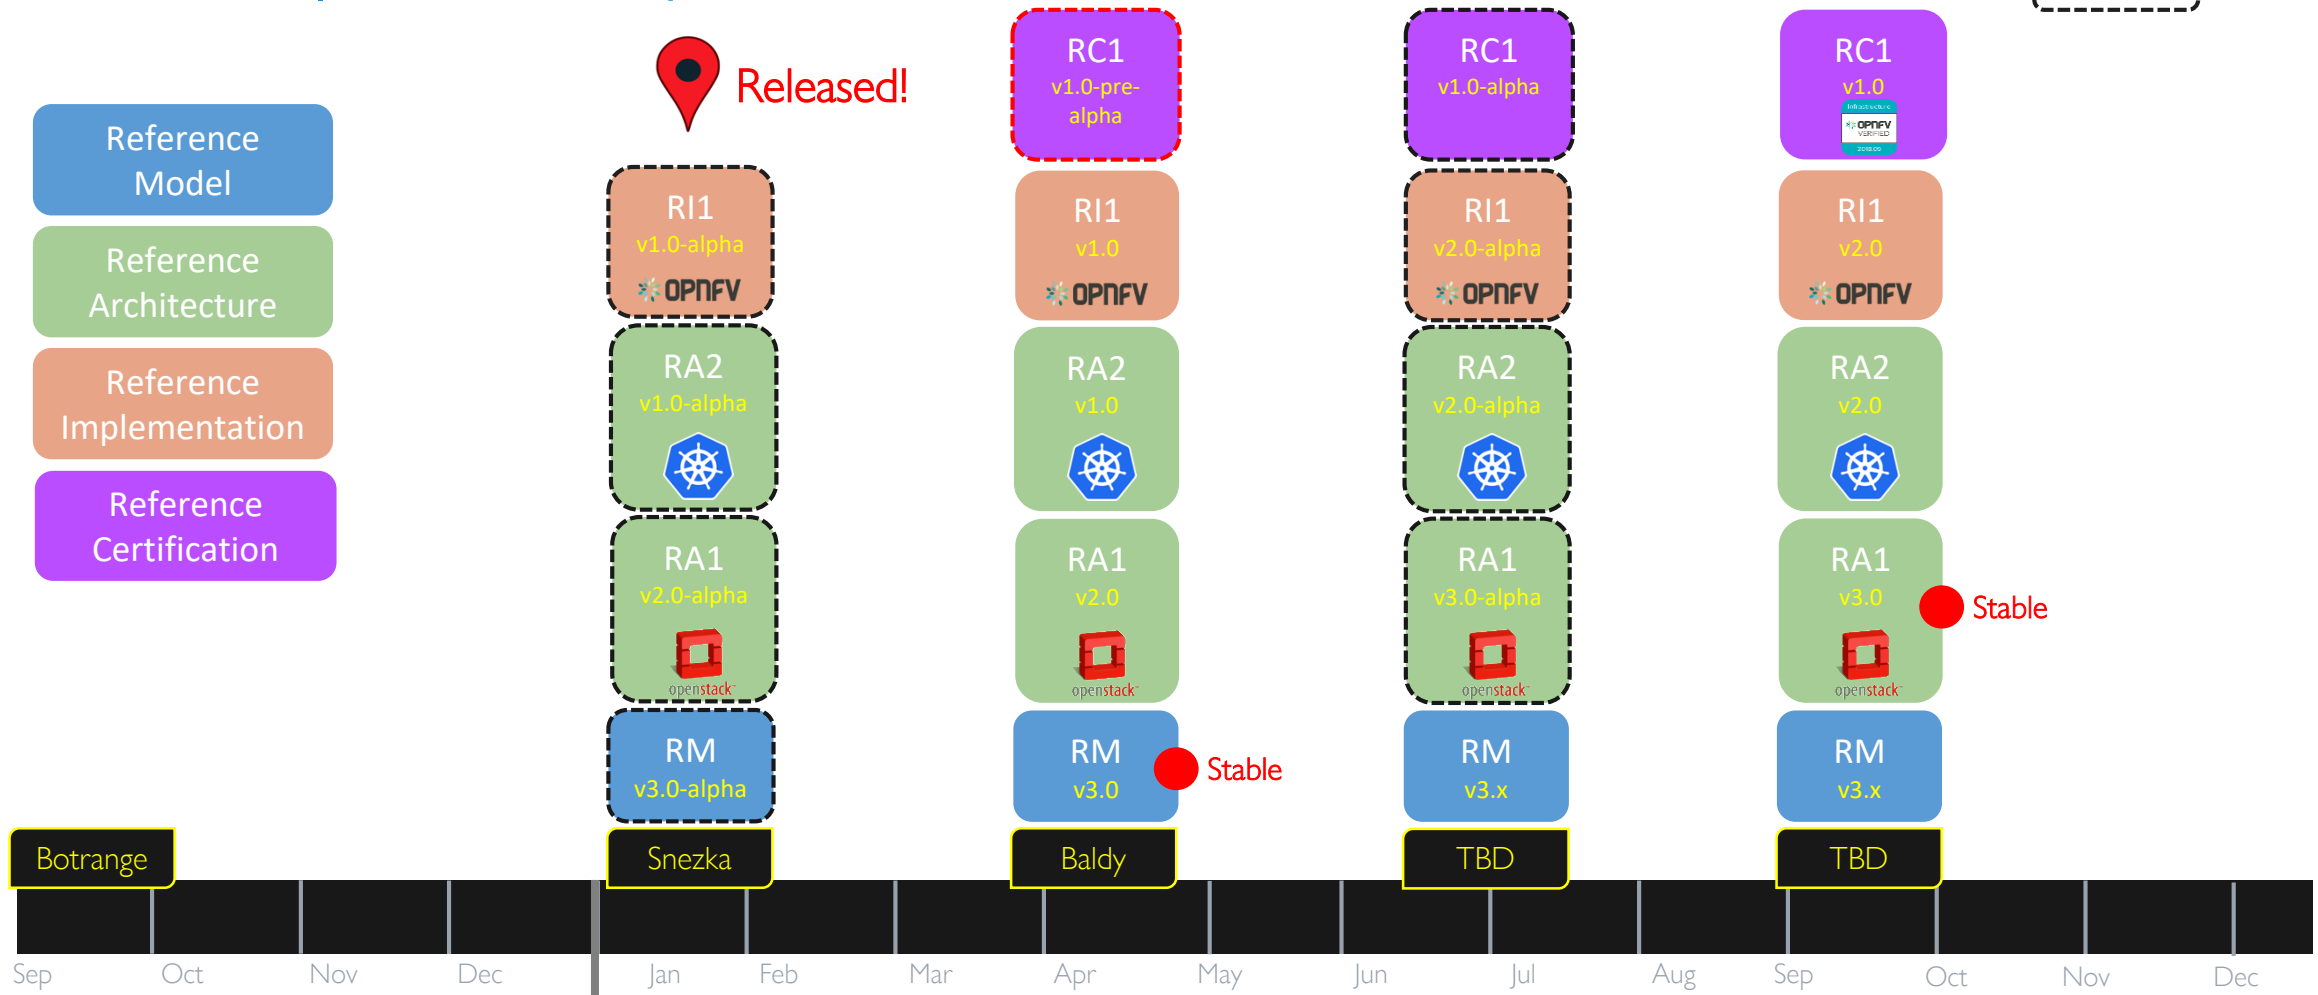 Released!
Reference
Model
Reference
Architecture
Reference
Implementation
Reference
Certification
RI1
v1.0-alpha
OPNFV
RA2
v1.0-alpha
RA1
v2.0-alpha
openstack
RM
v3.0-alpha
RC1
v1.0-pre-
alpha
RI1
v1.0
OPNFV
RA2
v1.0
RA1
v2.0
openstack
RM
v3.0
Stable
RC1
v1.0-alpha
RI1
v2.0-alpha
OPNFV
RA2
v2.0-alpha
RA1
v3.0-alpha
openstack
RM
v3.x
RC1
v1.0
Infrastructure
OPNFV
VERIFIED
2018.09
RI1
v2.0
OPNFV
RA2
v2.0
RA1
v3.0
openstack
Stable
RM
v3.x
Botrange
Snezka
Baldy
TBD
TBD
Sep
Oct
Nov
Dec
Jan
Feb
Mar
Apr
May
Jun
Jul
Aug
Sep
Oct
Nov
Dec